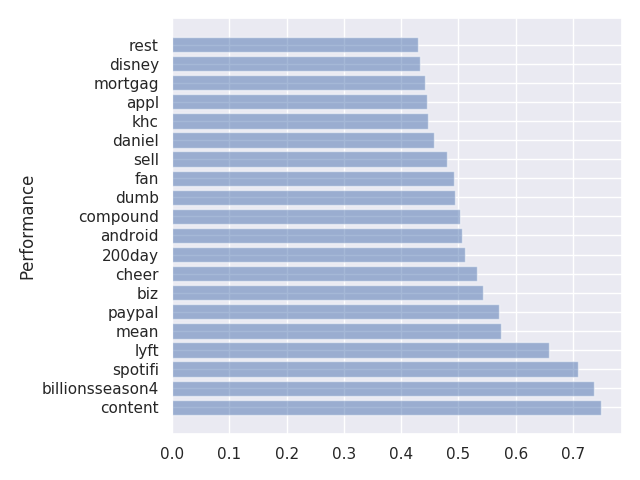 rest
disney
mortgag
appl
khc
daniel
sell
fan
dumb
compound
android
200day
cheer
biz
paypal
mean
lyft
spotifi
billionsseason4
content
Performance
0.0 0.1 0.2 0.3 0.4 0.5 0.6 0.7